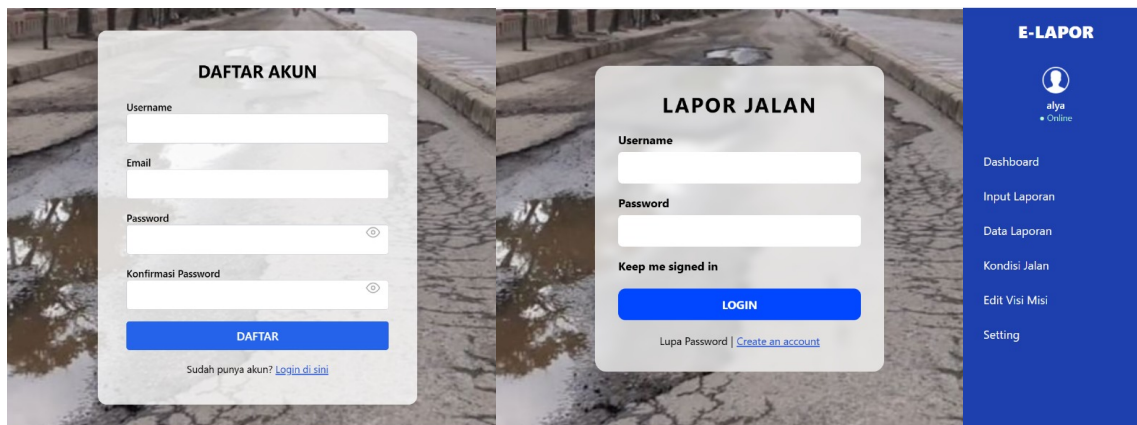 DAFTAR AKUN
Username
Email
Password
Konfirmasi Password
DAFTAR
Sudah punya akun? Login di sini
LAPOR JALAN
Username
Password
Keep me signed in
LOGIN
Lupa Password | Create an account
E-LAPOR
alya
• Online
Dashboard
Input Laporan
Data Laporan
Kondisi Jalan
Edit Visi Misi
Setting